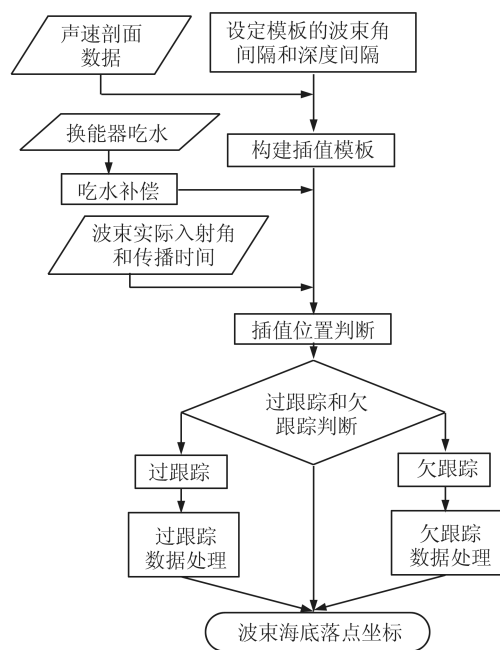 声速剖面
数据
设定模板的波束角
间隔和深度间隔
换能器吃水
构建插值模板
吃水补偿
波束实际入射角
和传播时间
插值位置判断
过跟踪和欠
跟踪判断
过跟踪
欠跟踪
过跟踪
数据处理
欠跟踪
数据处理
波束海底落点坐标